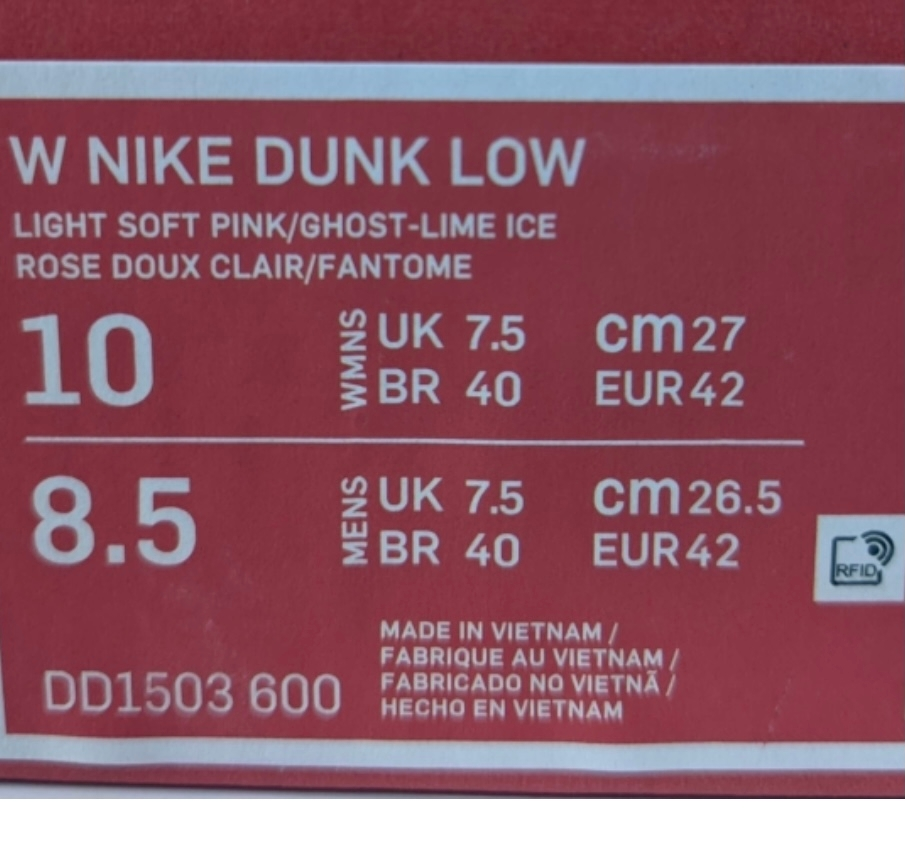 W NIKE DUNK LOW
LIGHT SOFT PINK/GHOST-LIME ICE
ROSE DOUX CLAIR/FANTOME
10 WMNS UK 7.5 cm 27
BR 40 EUR 42
8.5 MENS UK 7.5 cm 26.5
BR 40 EUR 42
RFID
DD1503 600
MADE IN VIETNAM /
FABRIQUE AU VIETNAM /
FABRICADO NO VIETNÃ /
HECHO EN VIETNAM